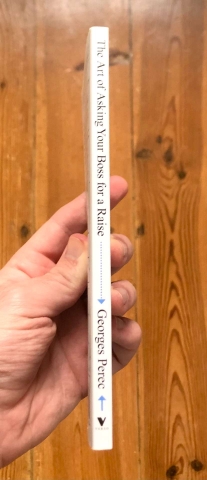 The Art of Asking Your Boss for a Raise Georges Perec
V